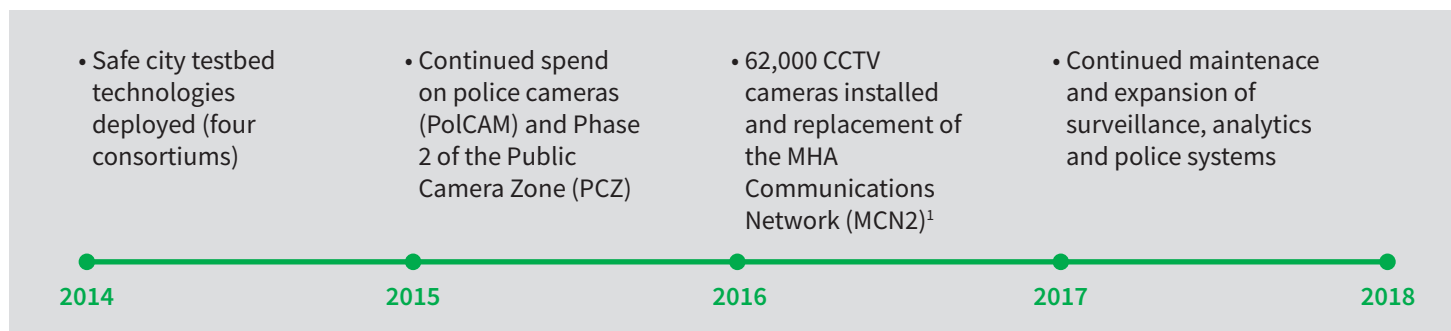 • Safe city testbed
technologies
deployed (four
consortiums)
• Continued spend
on police cameras
(PolCAM) and Phase
2 of the Public
Camera Zone (PCZ)
• 62,000 CCTV
cameras installed
and replacement of
the MHA
Communications
Network (MCN2)¹
• Continued maintenace
and expansion of
surveillance, analytics
and police systems
2014
2015
2016
2017
2018